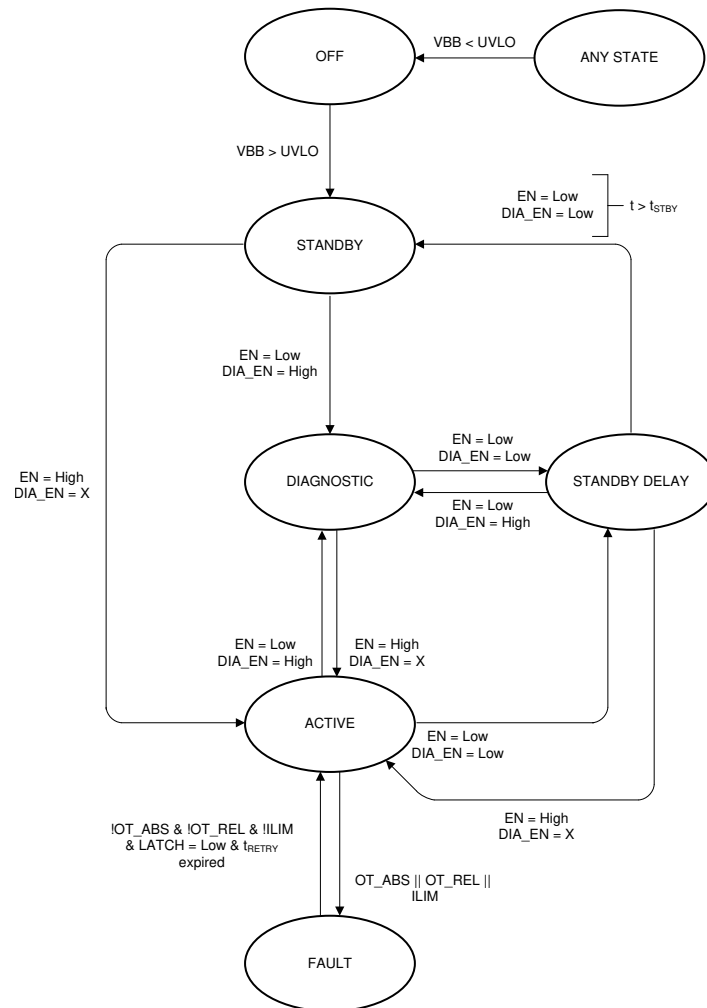 OFF
VBB < UVLO
ANY STATE
VBB > UVLO
EN = Low
DIA_EN = Low
t > tSTBY
STANDBY
EN = Low
DIA_EN = High
EN = High
DIA_EN = X
DIAGNOSTIC
EN = Low
DIA_EN = Low
EN = Low
DIA_EN = High
STANDBY DELAY
EN = Low
DIA_EN = High
EN = High
DIA_EN = X
ACTIVE
EN = Low
DIA_EN = Low
EN = High
DIA_EN = X
!OT_ABS & !OT_REL & !ILIM
& LATCH = Low & tRETRY
expired
OT_ABS || OT_REL ||
ILIM
FAULT